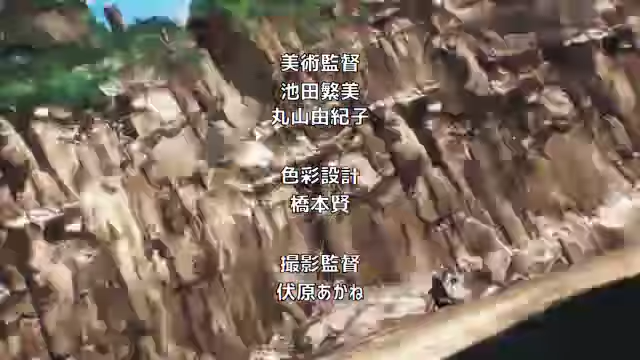 美術監督
池田繁美
丸山由紀子
色彩設計
橋本賢
撮影監督
伏原あかね